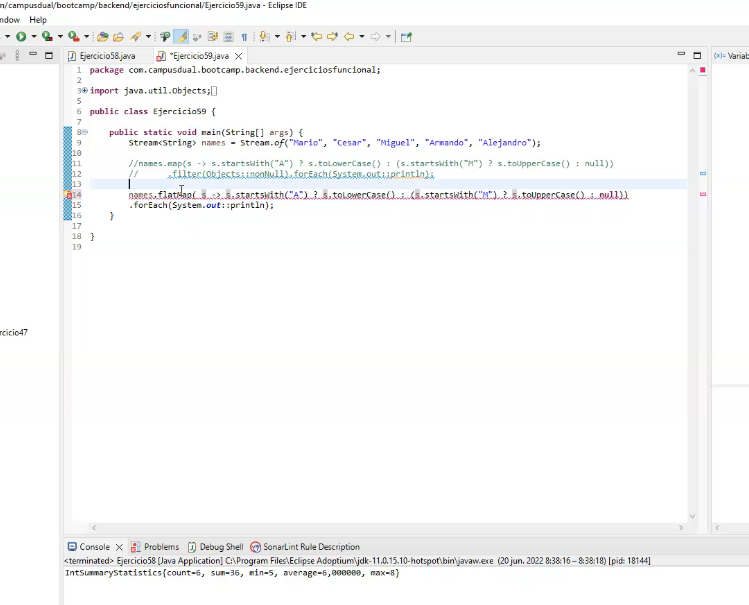 m/campusdual/bootcamp/backend/ejerciciosfuncional/Ejercicio59.java - Eclipse IDE
ndow Help
Ejercicio58.java *Ejercicio59.java
(x)= Variab
1 package com.campusdual.bootcamp.backend.ejerciciosfuncional;
2
3 import java.util.Objects;
5
6 public class Ejercicio59 {
7
8 public static void main(String[] args) {
9 Stream<String> names = Stream.of("Mario", "Cesar", "Miguel", "Armando", "Alejandro");
10
11 //names.map(s -> s.startsWith("A") ? s.toLowerCase() : (s.startsWith("M") ? s.toUpperCase() : null))
12 // .filter(Objects::nonNull).forEach(System.out::println);
13
14 names.flatMap( s -> s.startsWith("A") ? s.toLowerCase() : (s.startsWith("M") ? s.toUpperCase() : null))
15 .forEach(System.out::println);
16 }
17
18 }
19
rcicio47
Console Problems Debug Shell SonarLint Rule Description
<terminated> Ejercicio58 [Java Application] C:\Program Files\Eclipse Adoptium\jdk-11.0.15.10-hotspot\bin\javaw.exe (20 jun. 2022 8:38:16 – 8:38:18) [pid: 18144]
IntSummaryStatistics{count=6, sum=36, min=5, average=6,000000, max=8}